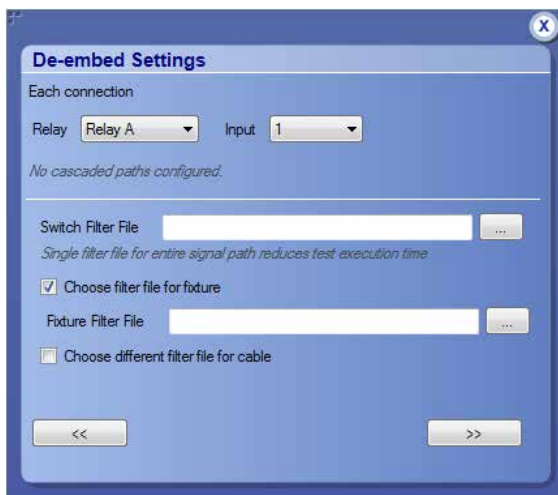 X
De-embed Settings
Each connection
Relay Relay A Input 1
No cascaded paths configured.
Switch Filter File ...
Single filter file for entire signal path reduces test execution time
Choose filter file for fixture
Fixture Filter File ...
Choose different filter file for cable
<< >>